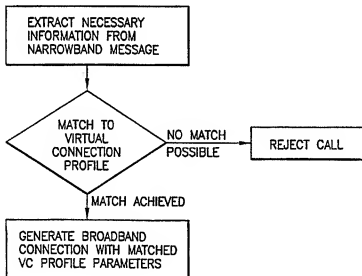 EXTRACT NECESSARY
INFORMATION FROM
NARROWBAND MESSAGE
MATCH TO
VIRTUAL
CONNECTION
PROFILE
NO MATCH
POSSIBLE
REJECT CALL
MATCH ACHIEVED
GENERATE BROADBAND
CONNECTION WITH MATCHED
VC PROFILE PARAMETERS